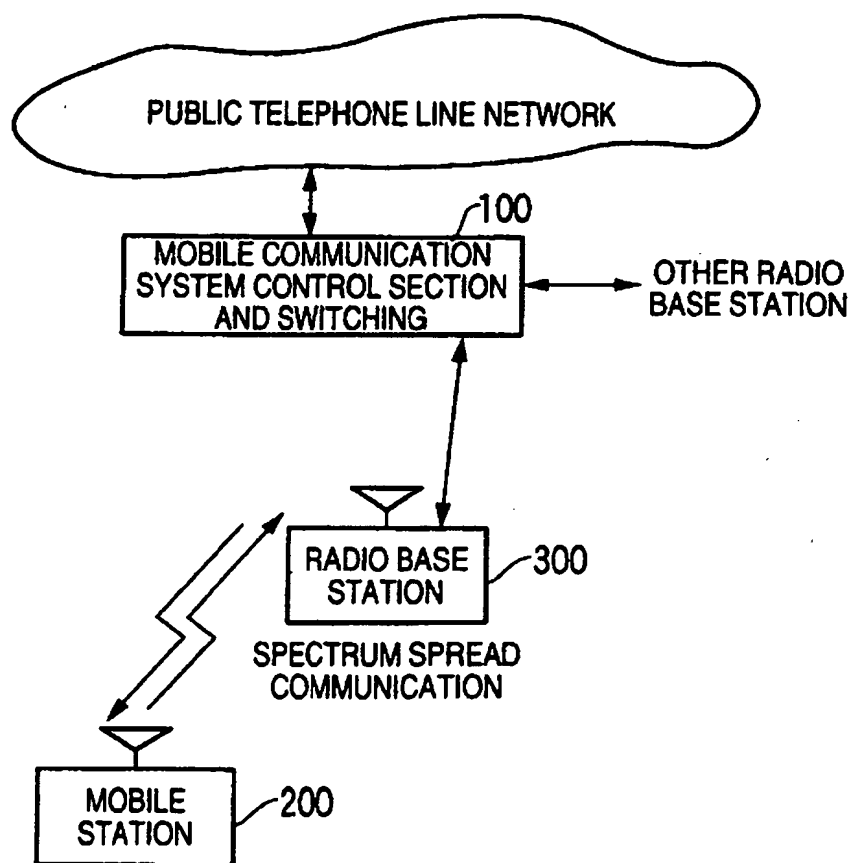 PUBLIC TELEPHONE LINE NETWORK
100
MOBILE COMMUNICATION
SYSTEM CONTROL SECTION
AND SWITCHING
OTHER RADIO
BASE STATION
RADIO BASE
STATION
300
SPECTRUM SPREAD
COMMUNICATION
MOBILE
STATION
200